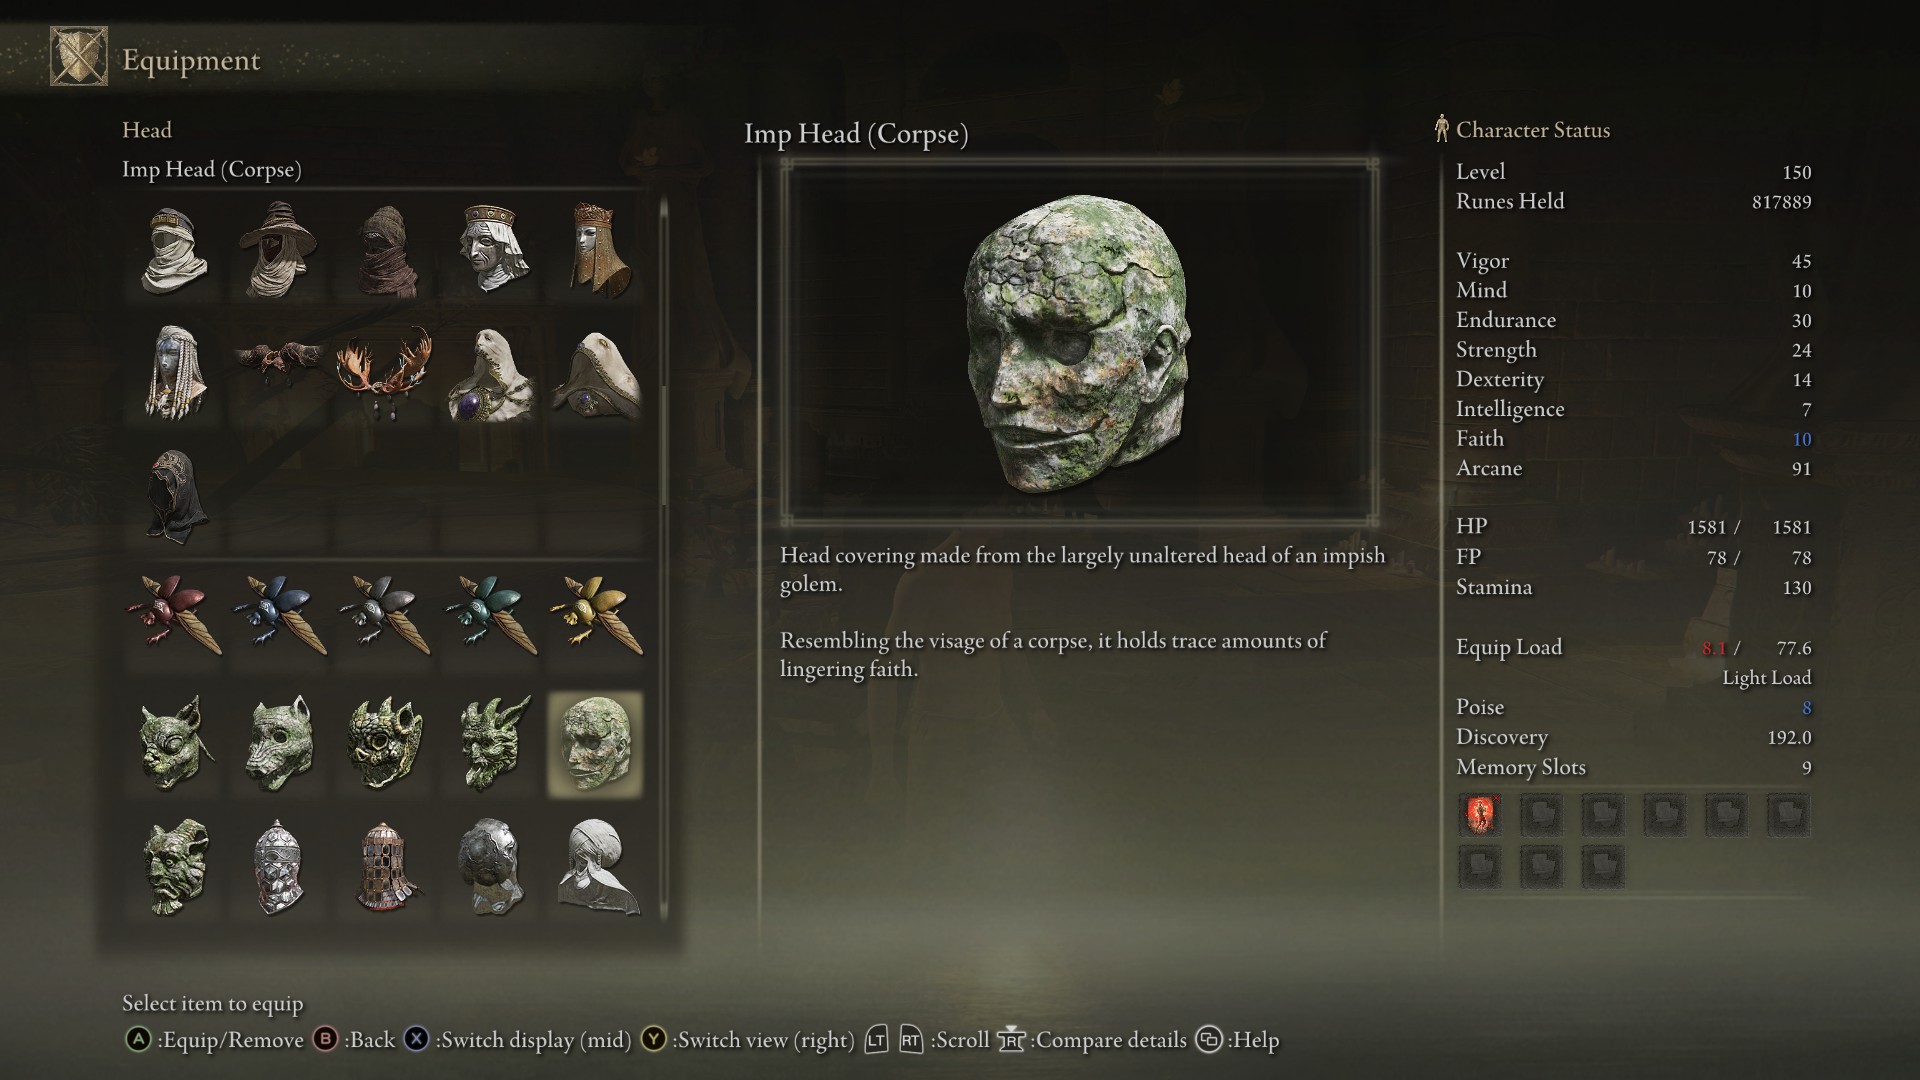 Equipment
Head
Imp Head (Corpse)
Imp Head (Corpse)
Head covering made from the largely unaltered head of an impish
golem.
Resembling the visage of a corpse, it holds trace amounts of
lingering faith.
Character Status
Level 150
Runes Held 817889
Vigor 45
Mind 10
Endurance 30
Strength 24
Dexterity 14
Intelligence 7
Faith 10
Arcane 91
HP 1581 / 1581
FP 78 / 78
Stamina 130
Equip Load 8.1 / 77.6
Light Load
Poise 8
Discovery 192.0
Memory Slots 9
Select item to equip
A :Equip/Remove B :Back X :Switch display (mid) Y :Switch view (right) LT RT :Scroll R :Compare details :Help